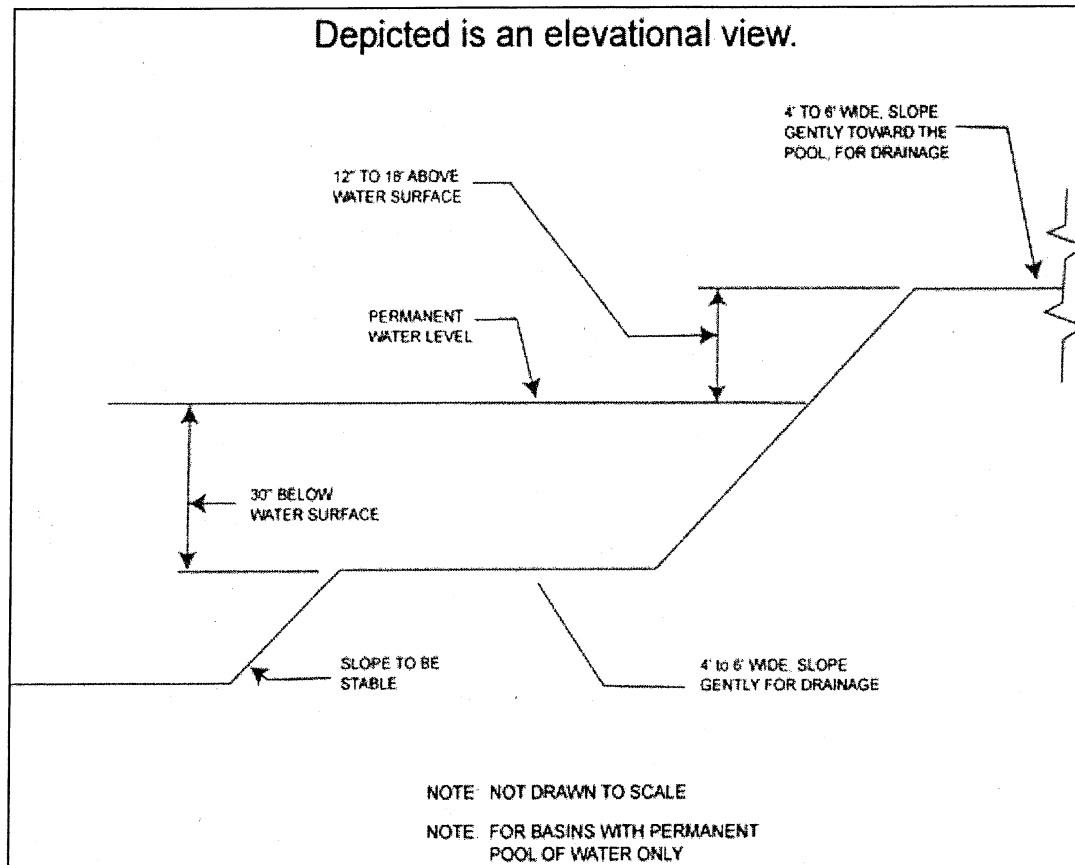 Depicted is an elevational view.
4' TO 6' WIDE, SLOPE
GENTLY TOWARD THE
POOL, FOR DRAINAGE
12" TO 18" ABOVE
WATER SURFACE
PERMANENT
WATER LEVEL
30" BELOW
WATER SURFACE
SLOPE TO BE
STABLE
4' to 6' WIDE, SLOPE
GENTLY FOR DRAINAGE
NOTE: NOT DRAWN TO SCALE
NOTE: FOR BASINS WITH PERMANENT
POOL OF WATER ONLY